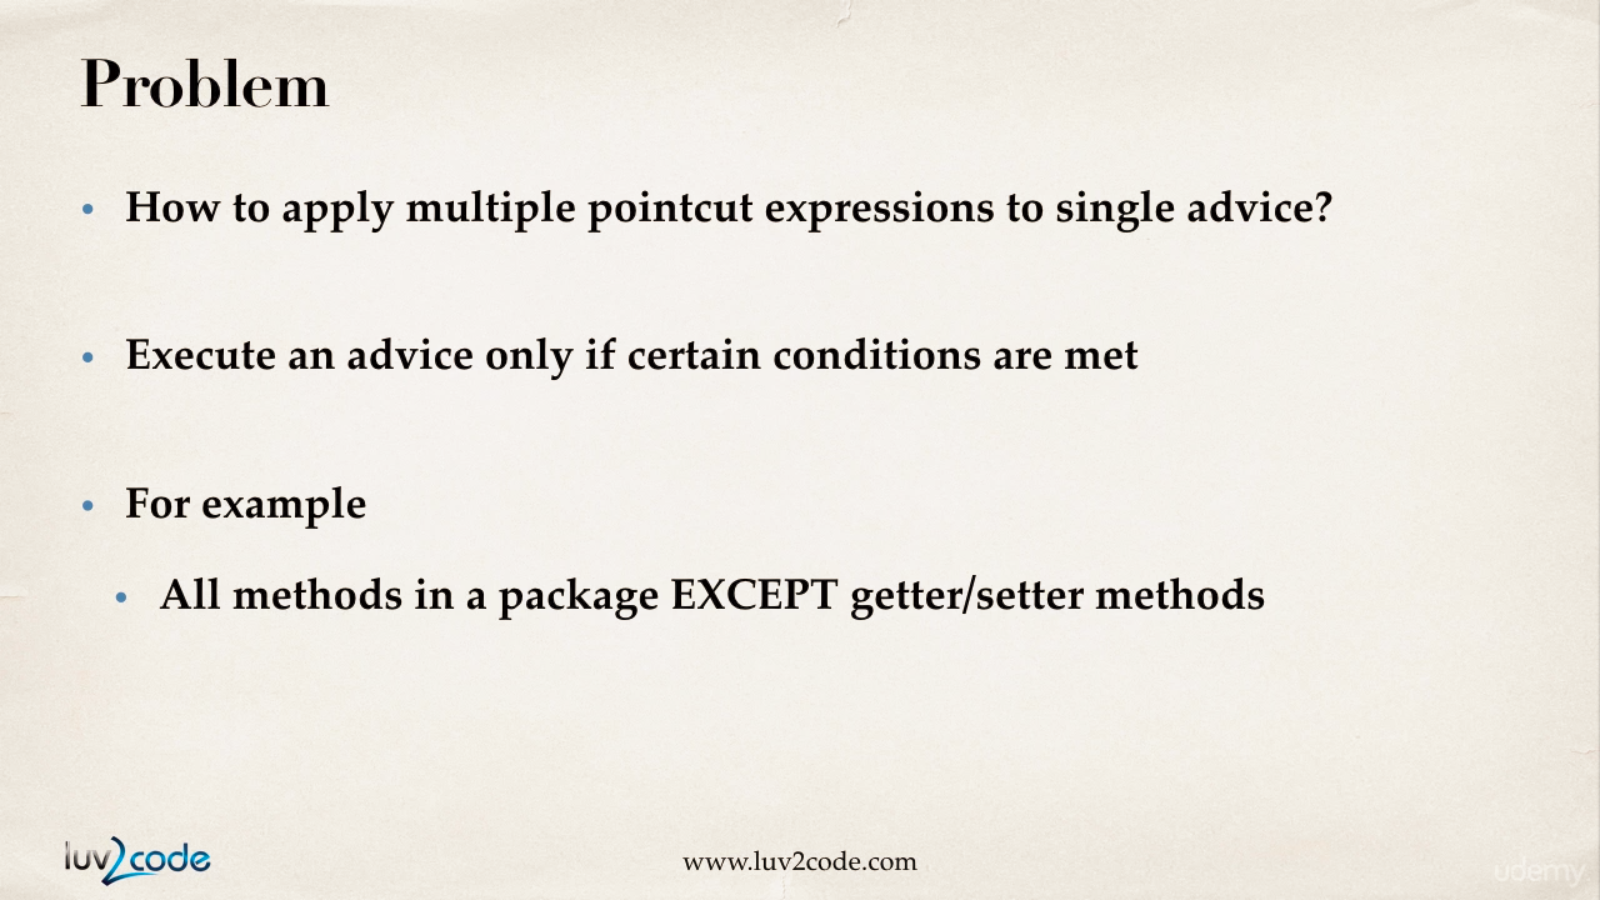 Problem
• How to apply multiple pointcut expressions to single advice?
• Execute an advice only if certain conditions are met
• For example
• All methods in a package EXCEPT getter/setter methods
luv2code
www.luv2code.com
udemy